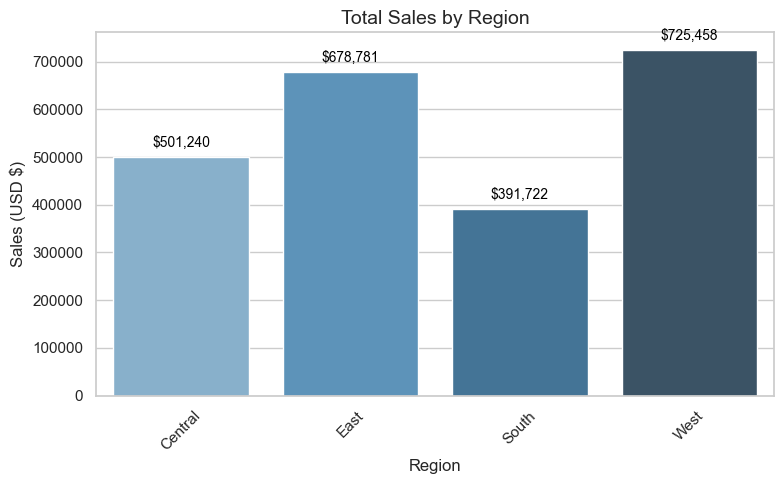 Total Sales by Region
$725,458
$678,781
$501,240
$391,722
Sales (USD $)
700000
600000
500000
400000
300000
200000
100000
0
Central
East
South
West
Region